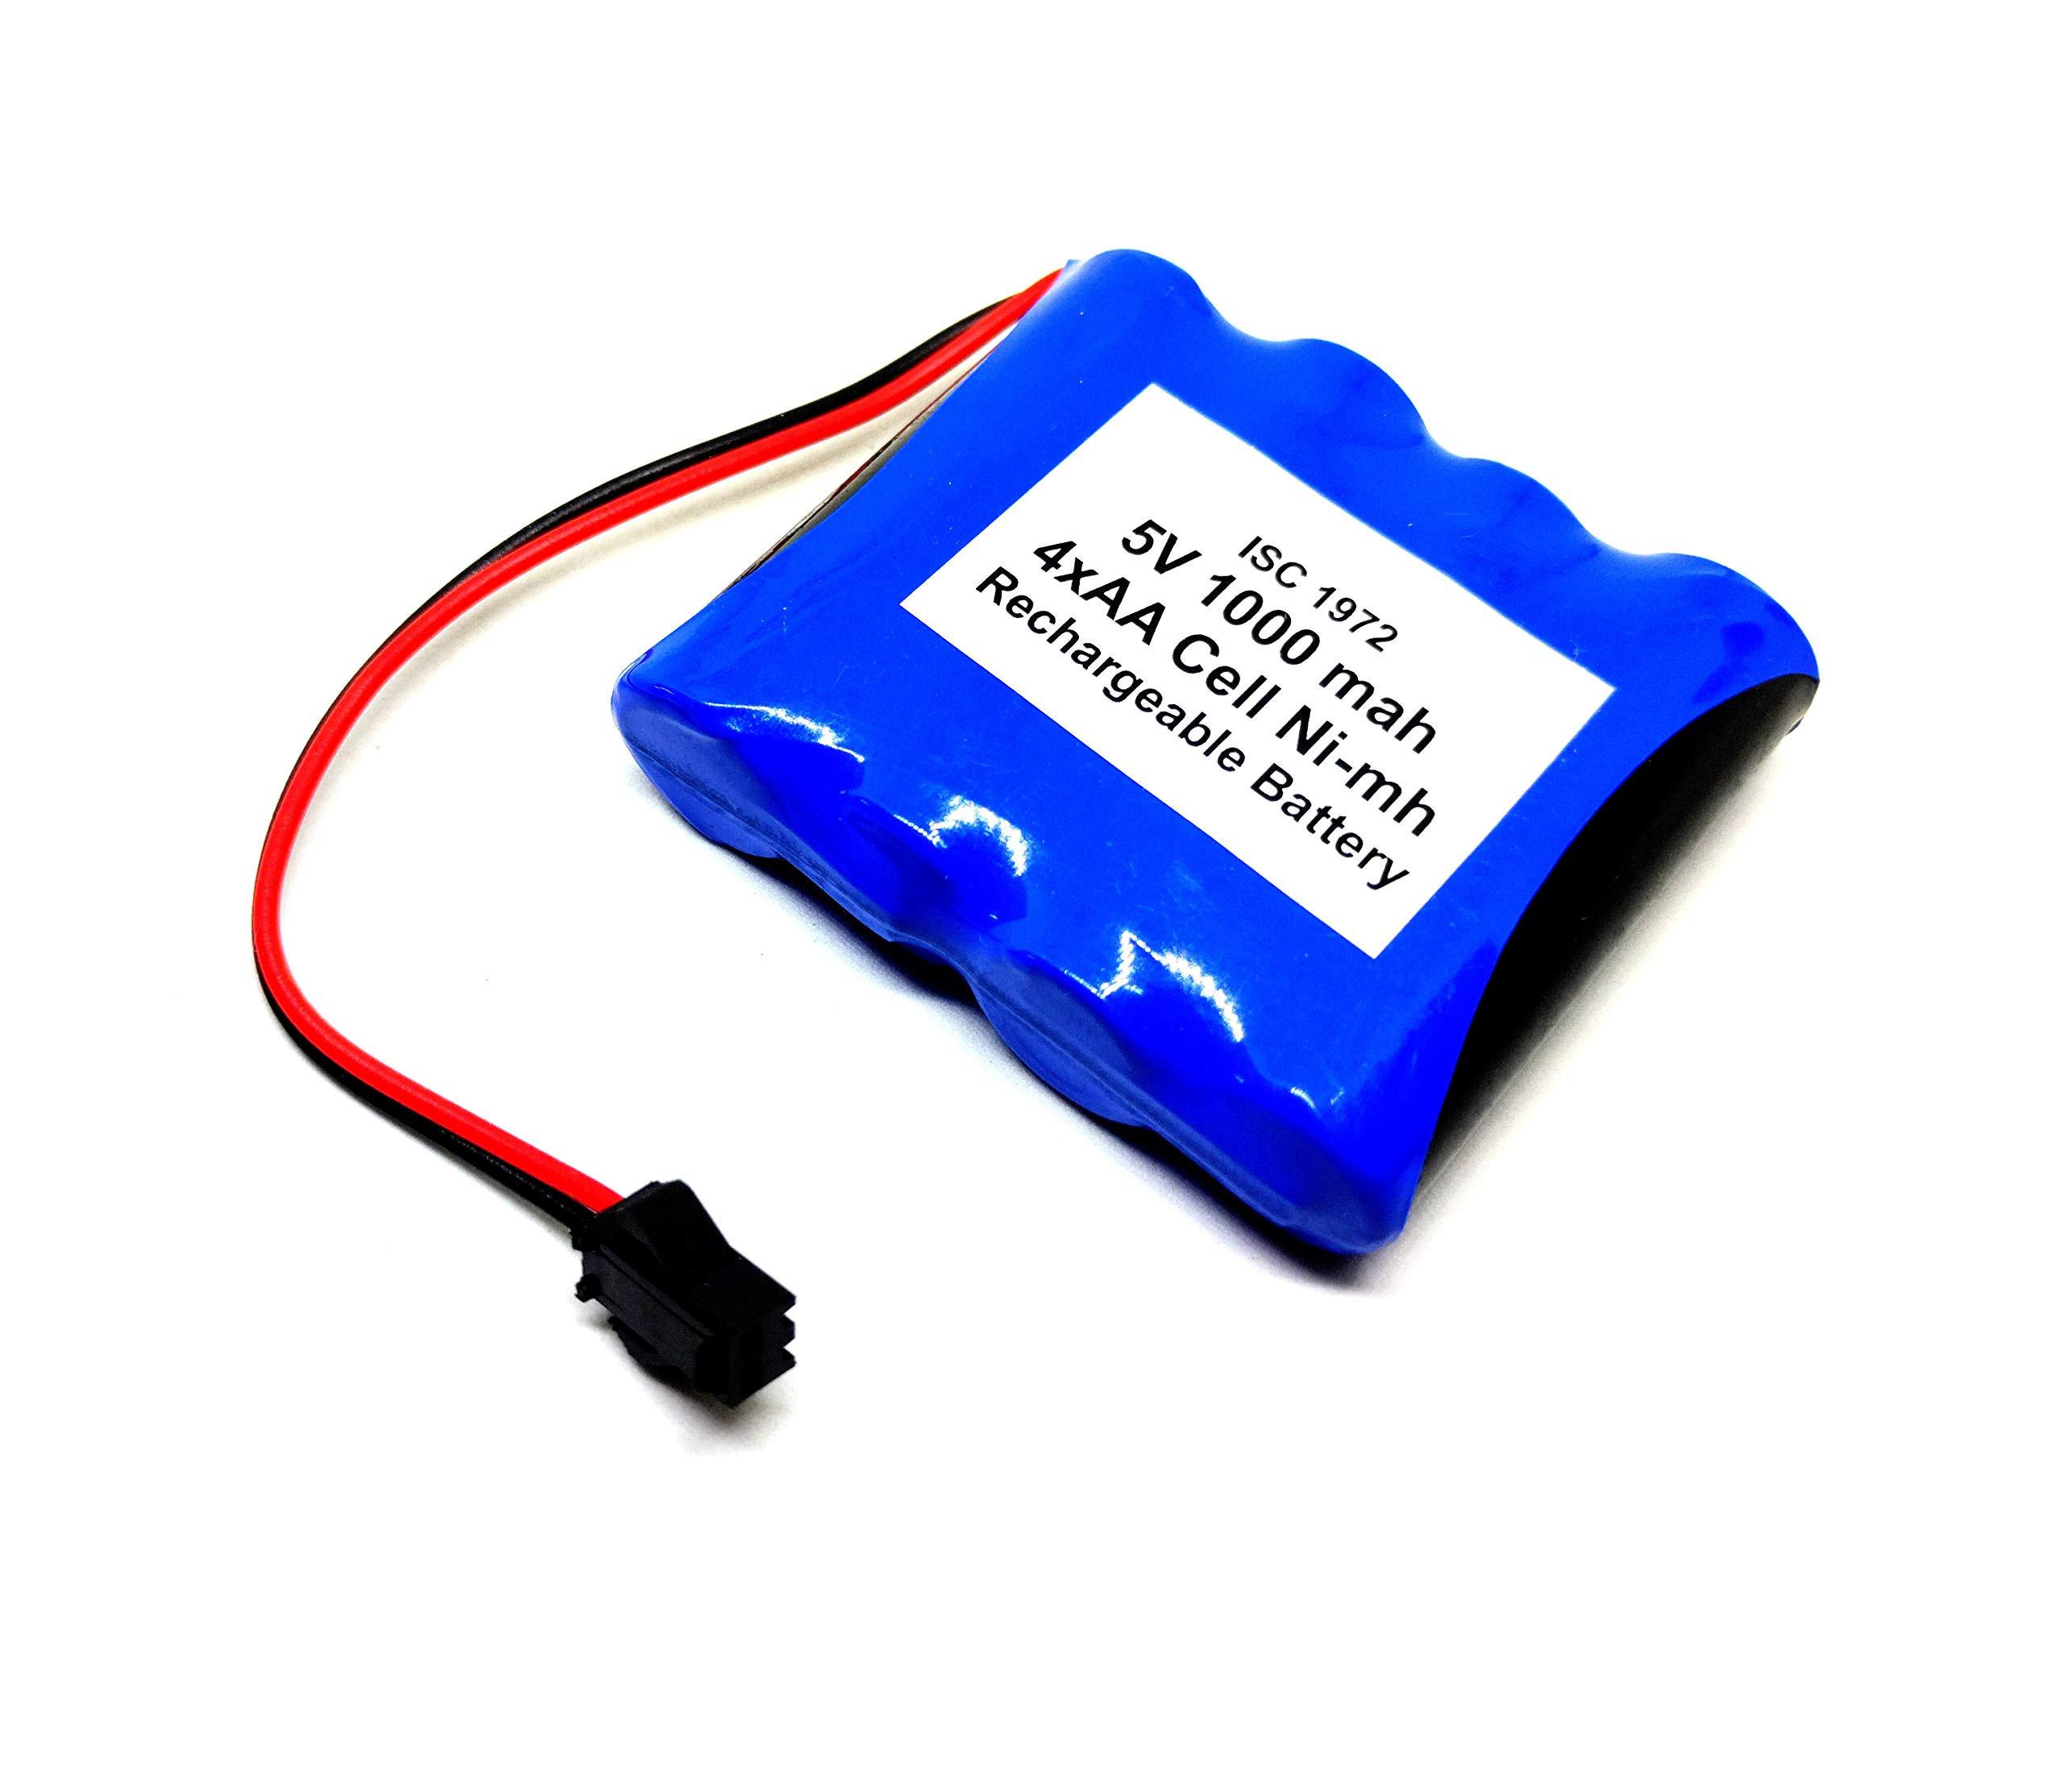 ISC 1972
5V 1000 mah
4xAA Cell Ni-mh
Rechargeable Battery